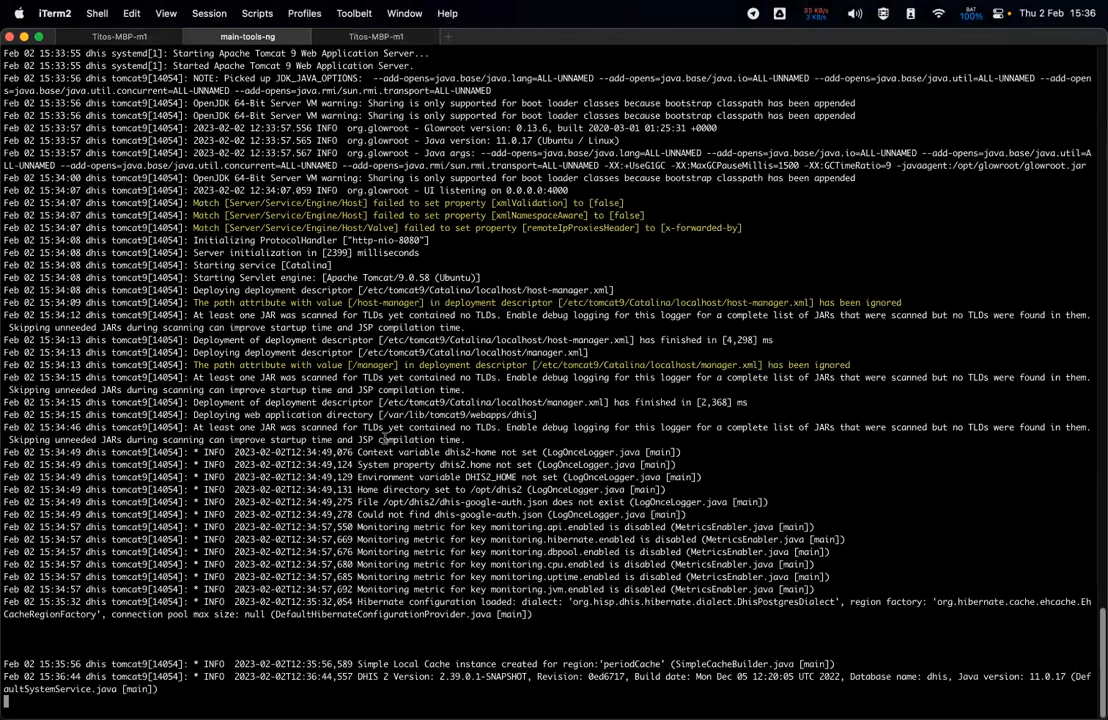 iTerm2 Shell Edit View Session Scripts Profiles Toolbelt Window Help 85 KB/s 3 KB/s BAT 100% Thu 2 Feb 15:36
Titos-MBP-m1 main-tools-ng Titos-MBP-m1 +
Feb 02 15:33:55 dhis systemd[1]: Starting Apache Tomcat 9 Web Application Server...
Feb 02 15:33:55 dhis systemd[1]: Started Apache Tomcat 9 Web Application Server.
Feb 02 15:33:56 dhis tomcat9[14054]: NOTE: Picked up JDK_JAVA_OPTIONS:  --add-opens=java.base/java.lang=ALL-UNNAMED --add-opens=java.base/java.io=ALL-UNNAMED --add-opens=java.base/java.util=ALL-UNNAMED --add-open
s=java.base/java.util.concurrent=ALL-UNNAMED --add-opens=java.rmi/sun.rmi.transport=ALL-UNNAMED
Feb 02 15:33:56 dhis tomcat9[14054]: OpenJDK 64-Bit Server VM warning: Sharing is only supported for boot loader classes because bootstrap classpath has been appended
Feb 02 15:33:56 dhis tomcat9[14054]: OpenJDK 64-Bit Server VM warning: Sharing is only supported for boot loader classes because bootstrap classpath has been appended
Feb 02 15:33:57 dhis tomcat9[14054]: 2023-02-02 12:33:57.556 INFO  org.glowroot - Glowroot version: 0.13.6, built 2020-03-01 01:25:31 +0000
Feb 02 15:33:57 dhis tomcat9[14054]: 2023-02-02 12:33:57.565 INFO  org.glowroot - Java version: 11.0.17 (Ubuntu / Linux)
Feb 02 15:33:57 dhis tomcat9[14054]: 2023-02-02 12:33:57.567 INFO  org.glowroot - Java args: --add-opens=java.base/java.lang=ALL-UNNAMED --add-opens=java.base/java.io=ALL-UNNAMED --add-opens=java.base/java.util=A
LL-UNNAMED --add-opens=java.base/java.util.concurrent=ALL-UNNAMED --add-opens=java.rmi/sun.rmi.transport=ALL-UNNAMED -XX:+UseG1GC -XX:MaxGCPauseMillis=1500 -XX:GCTimeRatio=9 -javaagent:/opt/glowroot/glowroot.jar
Feb 02 15:34:00 dhis tomcat9[14054]: OpenJDK 64-Bit Server VM warning: Sharing is only supported for boot loader classes because bootstrap classpath has been appended
Feb 02 15:34:07 dhis tomcat9[14054]: 2023-02-02 12:34:07.059 INFO  org.glowroot - UI listening on 0.0.0.0:4000
Feb 02 15:34:07 dhis tomcat9[14054]: Match [Server/Service/Engine/Host] failed to set property [xmlValidation] to [false]
Feb 02 15:34:07 dhis tomcat9[14054]: Match [Server/Service/Engine/Host] failed to set property [xmlNamespaceAware] to [false]
Feb 02 15:34:07 dhis tomcat9[14054]: Match [Server/Service/Engine/Host/Valve] failed to set property [remoteIpProxiesHeader] to [x-forwarded-by]
Feb 02 15:34:08 dhis tomcat9[14054]: Initializing ProtocolHandler ["http-nio-8080"]
Feb 02 15:34:08 dhis tomcat9[14054]: Server initialization in [2399] milliseconds
Feb 02 15:34:08 dhis tomcat9[14054]: Starting service [Catalina]
Feb 02 15:34:08 dhis tomcat9[14054]: Starting Servlet engine: [Apache Tomcat/9.0.58 (Ubuntu)]
Feb 02 15:34:08 dhis tomcat9[14054]: Deploying deployment descriptor [/etc/tomcat9/Catalina/localhost/host-manager.xml]
Feb 02 15:34:09 dhis tomcat9[14054]: The path attribute with value [/host-manager] in deployment descriptor [/etc/tomcat9/Catalina/localhost/host-manager.xml] has been ignored
Feb 02 15:34:12 dhis tomcat9[14054]: At least one JAR was scanned for TLDs yet contained no TLDs. Enable debug logging for this logger for a complete list of JARs that were scanned but no TLDs were found in them.
 Skipping unneeded JARs during scanning can improve startup time and JSP compilation time.
Feb 02 15:34:13 dhis tomcat9[14054]: Deployment of deployment descriptor [/etc/tomcat9/Catalina/localhost/host-manager.xml] has finished in [4,298] ms
Feb 02 15:34:13 dhis tomcat9[14054]: Deploying deployment descriptor [/etc/tomcat9/Catalina/localhost/manager.xml]
Feb 02 15:34:13 dhis tomcat9[14054]: The path attribute with value [/manager] in deployment descriptor [/etc/tomcat9/Catalina/localhost/manager.xml] has been ignored
Feb 02 15:34:15 dhis tomcat9[14054]: At least one JAR was scanned for TLDs yet contained no TLDs. Enable debug logging for this logger for a complete list of JARs that were scanned but no TLDs were found in them.
 Skipping unneeded JARs during scanning can improve startup time and JSP compilation time.
Feb 02 15:34:15 dhis tomcat9[14054]: Deployment of deployment descriptor [/etc/tomcat9/Catalina/localhost/manager.xml] has finished in [2,368] ms
Feb 02 15:34:15 dhis tomcat9[14054]: Deploying web application directory [/var/lib/tomcat9/webapps/dhis]
Feb 02 15:34:46 dhis tomcat9[14054]: At least one JAR was scanned for TLDs yet contained no TLDs. Enable debug logging for this logger for a complete list of JARs that were scanned but no TLDs were found in them.
 Skipping unneeded JARs during scanning can improve startup time and JSP compilation time.
Feb 02 15:34:49 dhis tomcat9[14054]: * INFO  2023-02-02T12:34:49,076 Context variable dhis2-home not set (LogOnceLogger.java [main])
Feb 02 15:34:49 dhis tomcat9[14054]: * INFO  2023-02-02T12:34:49,124 System property dhis2.home not set (LogOnceLogger.java [main])
Feb 02 15:34:49 dhis tomcat9[14054]: * INFO  2023-02-02T12:34:49,129 Environment variable DHIS2_HOME not set (LogOnceLogger.java [main])
Feb 02 15:34:49 dhis tomcat9[14054]: * INFO  2023-02-02T12:34:49,131 Home directory set to /opt/dhis2 (LogOnceLogger.java [main])
Feb 02 15:34:49 dhis tomcat9[14054]: * INFO  2023-02-02T12:34:49,275 File /opt/dhis2/dhis-google-auth.json does not exist (LogOnceLogger.java [main])
Feb 02 15:34:49 dhis tomcat9[14054]: * INFO  2023-02-02T12:34:49,278 Could not find dhis-google-auth.json (LogOnceLogger.java [main])
Feb 02 15:34:57 dhis tomcat9[14054]: * INFO  2023-02-02T12:34:57,550 Monitoring metric for key monitoring.api.enabled is disabled (MetricsEnabler.java [main])
Feb 02 15:34:57 dhis tomcat9[14054]: * INFO  2023-02-02T12:34:57,669 Monitoring metric for key monitoring.hibernate.enabled is disabled (MetricsEnabler.java [main])
Feb 02 15:34:57 dhis tomcat9[14054]: * INFO  2023-02-02T12:34:57,676 Monitoring metric for key monitoring.dbpool.enabled is disabled (MetricsEnabler.java [main])
Feb 02 15:34:57 dhis tomcat9[14054]: * INFO  2023-02-02T12:34:57,680 Monitoring metric for key monitoring.cpu.enabled is disabled (MetricsEnabler.java [main])
Feb 02 15:34:57 dhis tomcat9[14054]: * INFO  2023-02-02T12:34:57,685 Monitoring metric for key monitoring.uptime.enabled is disabled (MetricsEnabler.java [main])
Feb 02 15:34:57 dhis tomcat9[14054]: * INFO  2023-02-02T12:34:57,692 Monitoring metric for key monitoring.jvm.enabled is disabled (MetricsEnabler.java [main])
Feb 02 15:35:32 dhis tomcat9[14054]: * INFO  2023-02-02T12:35:32,054 Hibernate configuration loaded: dialect: 'org.hisp.dhis.hibernate.dialect.DhisPostgresDialect', region factory: 'org.hibernate.cache.ehcache.Eh
CacheRegionFactory', connection pool max size: null (DefaultHibernateConfigurationProvider.java [main])
Feb 02 15:35:56 dhis tomcat9[14054]: * INFO  2023-02-02T12:35:56,589 Simple Local Cache instance created for region:'periodCache' (SimpleCacheBuilder.java [main])
Feb 02 15:36:44 dhis tomcat9[14054]: * INFO  2023-02-02T12:36:44,557 DHIS 2 Version: 2.39.0.1-SNAPSHOT, Revision: 0ed6717, Build date: Mon Dec 05 12:20:05 UTC 2022, Database name: dhis, Java version: 11.0.17 (Def
aultSystemService.java [main])